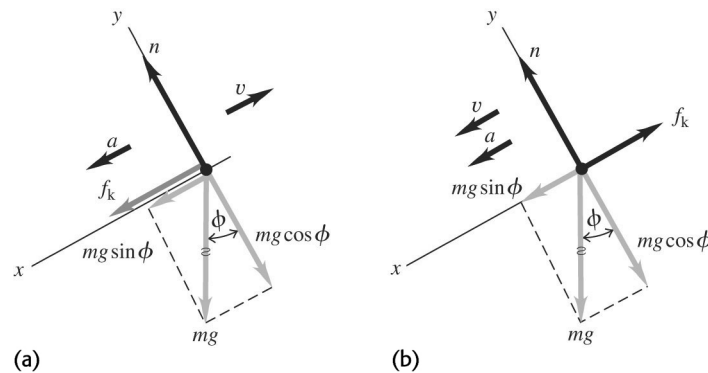 y
n
v
a
f_k
ϕ
mg cos ϕ
mg sin ϕ
x
mg
(a)
y
n
v
a
f_k
mg sin ϕ
ϕ
mg cos ϕ
x
mg
(b)